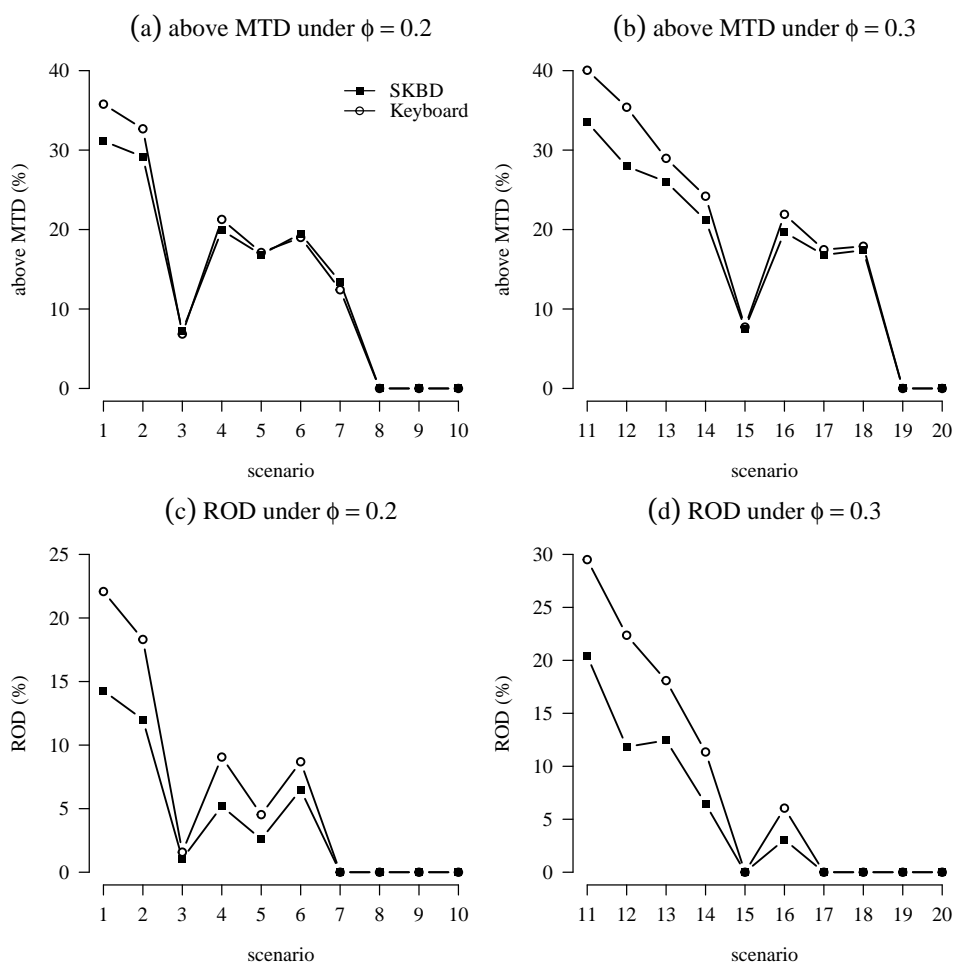 (a) above MTD under ϕ = 0.2
above MTD (%)
40
30
20
10
0
SKBD
Keyboard
1 2 3 4 5 6 7 8 9 10
scenario
(b) above MTD under ϕ = 0.3
above MTD (%)
40
30
20
10
0
11 12 13 14 15 16 17 18 19 20
scenario
(c) ROD under ϕ = 0.2
ROD (%)
25
20
15
10
5
0
1 2 3 4 5 6 7 8 9 10
scenario
(d) ROD under ϕ = 0.3
ROD (%)
30
25
20
15
10
5
0
11 12 13 14 15 16 17 18 19 20
scenario